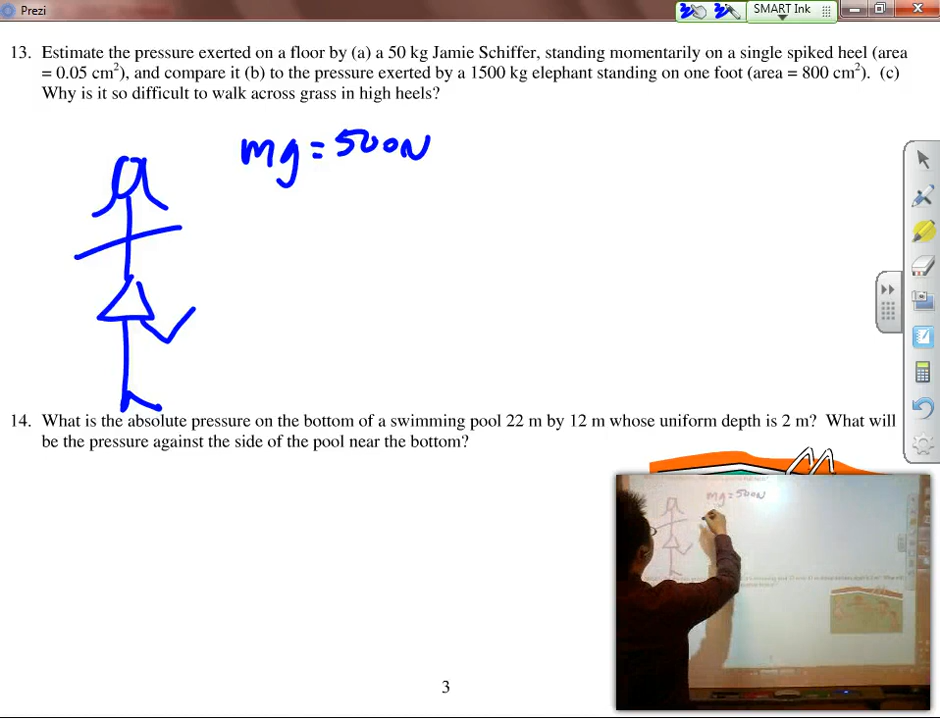 Prezi
SMART Ink
13. Estimate the pressure exerted on a floor by (a) a 50 kg Jamie Schiffer, standing momentarily on a single spiked heel (area
= 0.05 cm²), and compare it (b) to the pressure exerted by a 1500 kg elephant standing on one foot (area = 800 cm²). (c)
Why is it so difficult to walk across grass in high heels?
mg = 500N
14. What is the absolute pressure on the bottom of a swimming pool 22 m by 12 m whose uniform depth is 2 m? What will
be the pressure against the side of the pool near the bottom?
mg = 500N
3